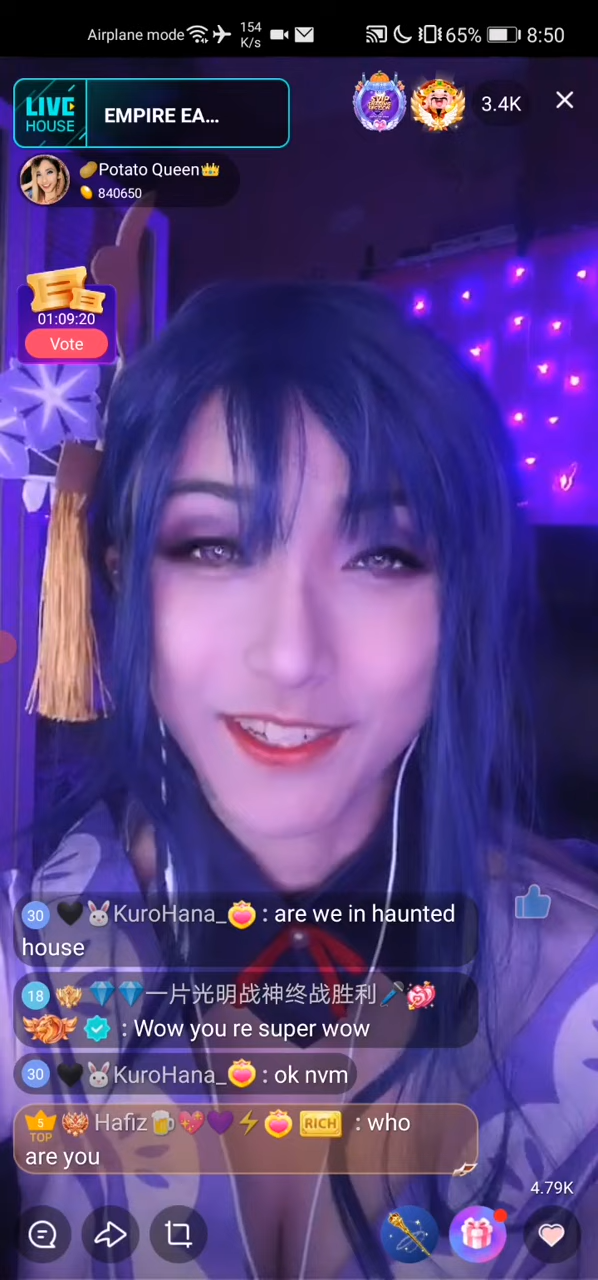 Airplane mode 154 K/s 65% 8:50
LIVE
HOUSE
EMPIRE EA...
3.4K
🥔Potato Queen👑
840650
01:09:20
Vote
30 🖤🐰KuroHana_ : are we in haunted
house
18 💎💎一片光明战神终战胜利🎤
: Wow you re super wow
30 🖤🐰KuroHana_ : ok nvm
5 TOP Hafiz🍺💖💜⚡ RICH : who
are you
4.79K